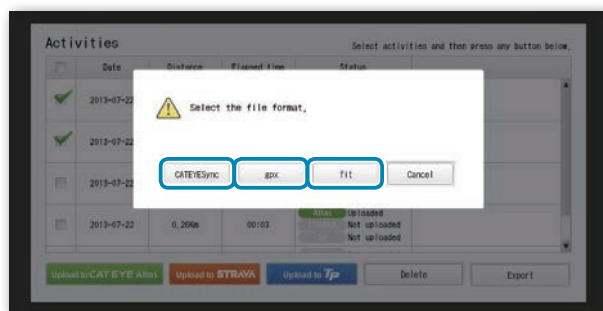 Activities
Select activities and then press any button below.
Date Distance Elapsed time Status
2013-07-22
2013-07-22
Select the file format.
CATEYESync gpx fit Cancel
2013-07-22
2013-07-22 0.26Km 00:03 Atlas Uploaded
Not uploaded
Not uploaded
Upload to CAT EYE Atlas Upload to STRAVA Upload to Tp Delete Export